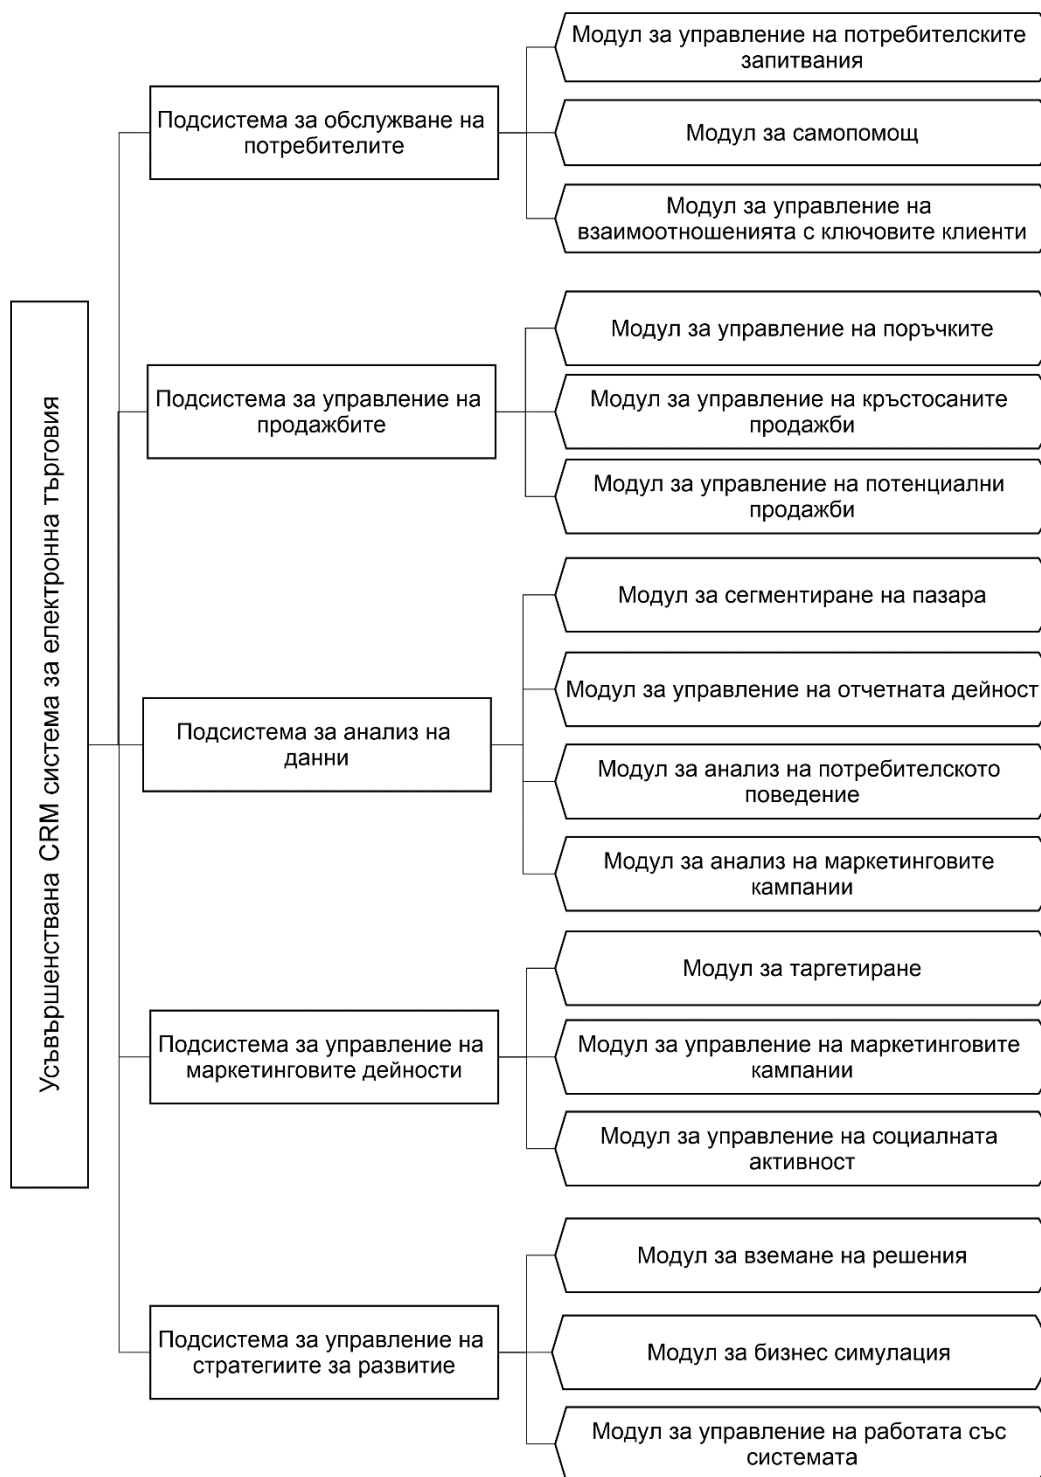 Усъвършенствана CRM система за електронна търговия
Подсистема за обслужване на
потребителите
Модул за управление на потребителските
запитвания
Модул за самопомощ
Модул за управление на
взаимоотношенията с ключовите клиенти
Подсистема за управление на
продажбите
Модул за управление на поръчките
Модул за управление на кръстосаните
продажби
Модул за управление на потенциални
продажби
Подсистема за анализ на
данни
Модул за сегментиране на пазара
Модул за управление на отчетната дейност
Модул за анализ на потребителското
поведение
Модул за анализ на маркетинговите
кампании
Подсистема за управление на
маркетинговите дейности
Модул за таргетиране
Модул за управление на маркетинговите
кампании
Модул за управление на социалната
активност
Подсистема за управление на
стратегиите за развитие
Модул за вземане на решения
Модул за бизнес симулация
Модул за управление на работата със
системата